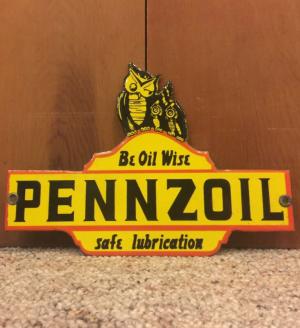 Be Oil Wise
PENNZOIL
safe lubrication